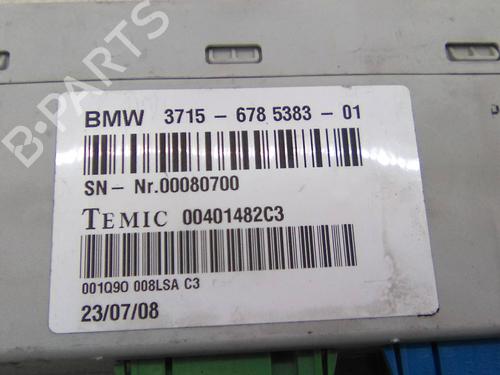 B-PARTS
BMW 3715 - 678 5383 - 01
SN- Nr.00080700
TEMIC 00401482C3
001Q90 008LSA C3
23/07/08